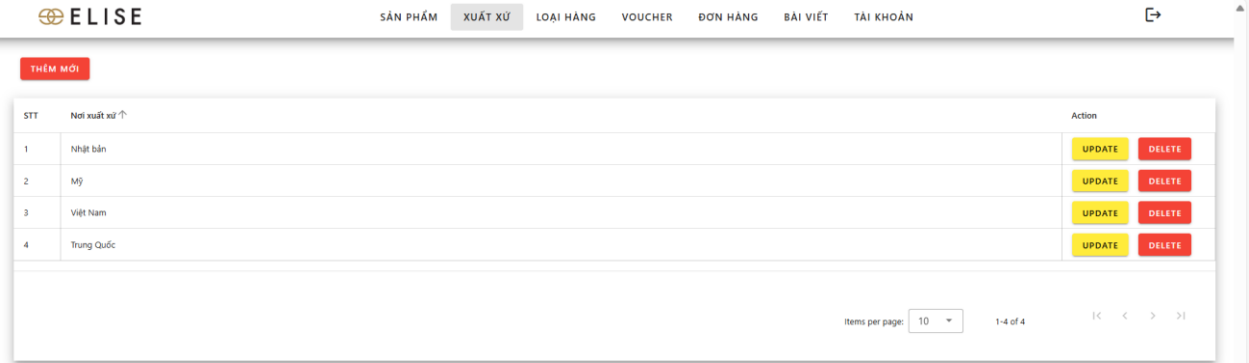 ELISE SẢN PHẨM XUẤT XỨ LOẠI HÀNG VOUCHER ĐƠN HÀNG BÀI VIẾT TÀI KHOẢN
THÊM MỚI
STT Nơi xuất xứ Action
1 Nhật bản UPDATE DELETE
2 Mỹ UPDATE DELETE
3 Việt Nam UPDATE DELETE
4 Trung Quốc UPDATE DELETE
Items per page: 10 1-4 of 4